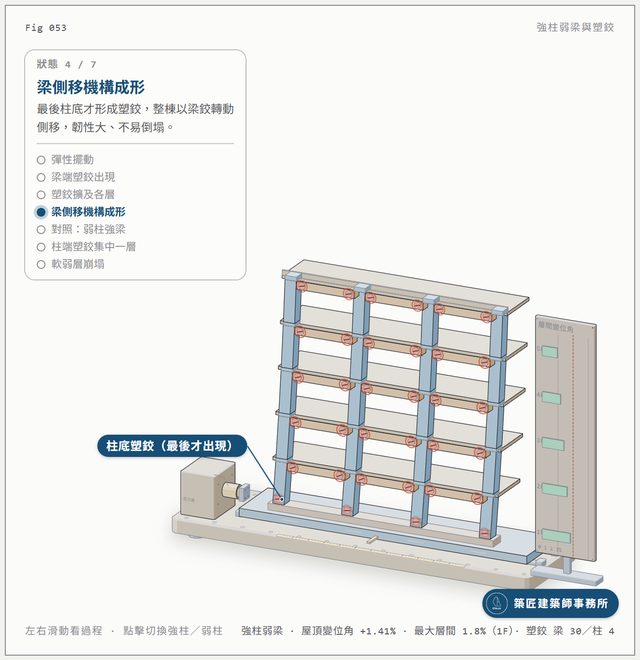 Fig 053
強柱弱梁與塑鉸
狀態 4 / 7
梁側移機構成形
最後柱底才形成塑鉸，整棟以梁鉸轉動
側移，韌性大、不易倒塌。
彈性擺動
梁端塑鉸出現
塑鉸擴及各層
梁側移機構成形
對照：弱柱強梁
柱端塑鉸集中一層
軟弱層崩塌
層間變位角
柱底塑鉸（最後才出現）
築匠建築師事務所
左右滑動看過程 · 點擊切換強柱／弱柱
強柱弱梁 · 屋頂變位角 +1.41% · 最大層間 1.8% (1F) · 塑鉸 梁 30／柱 4